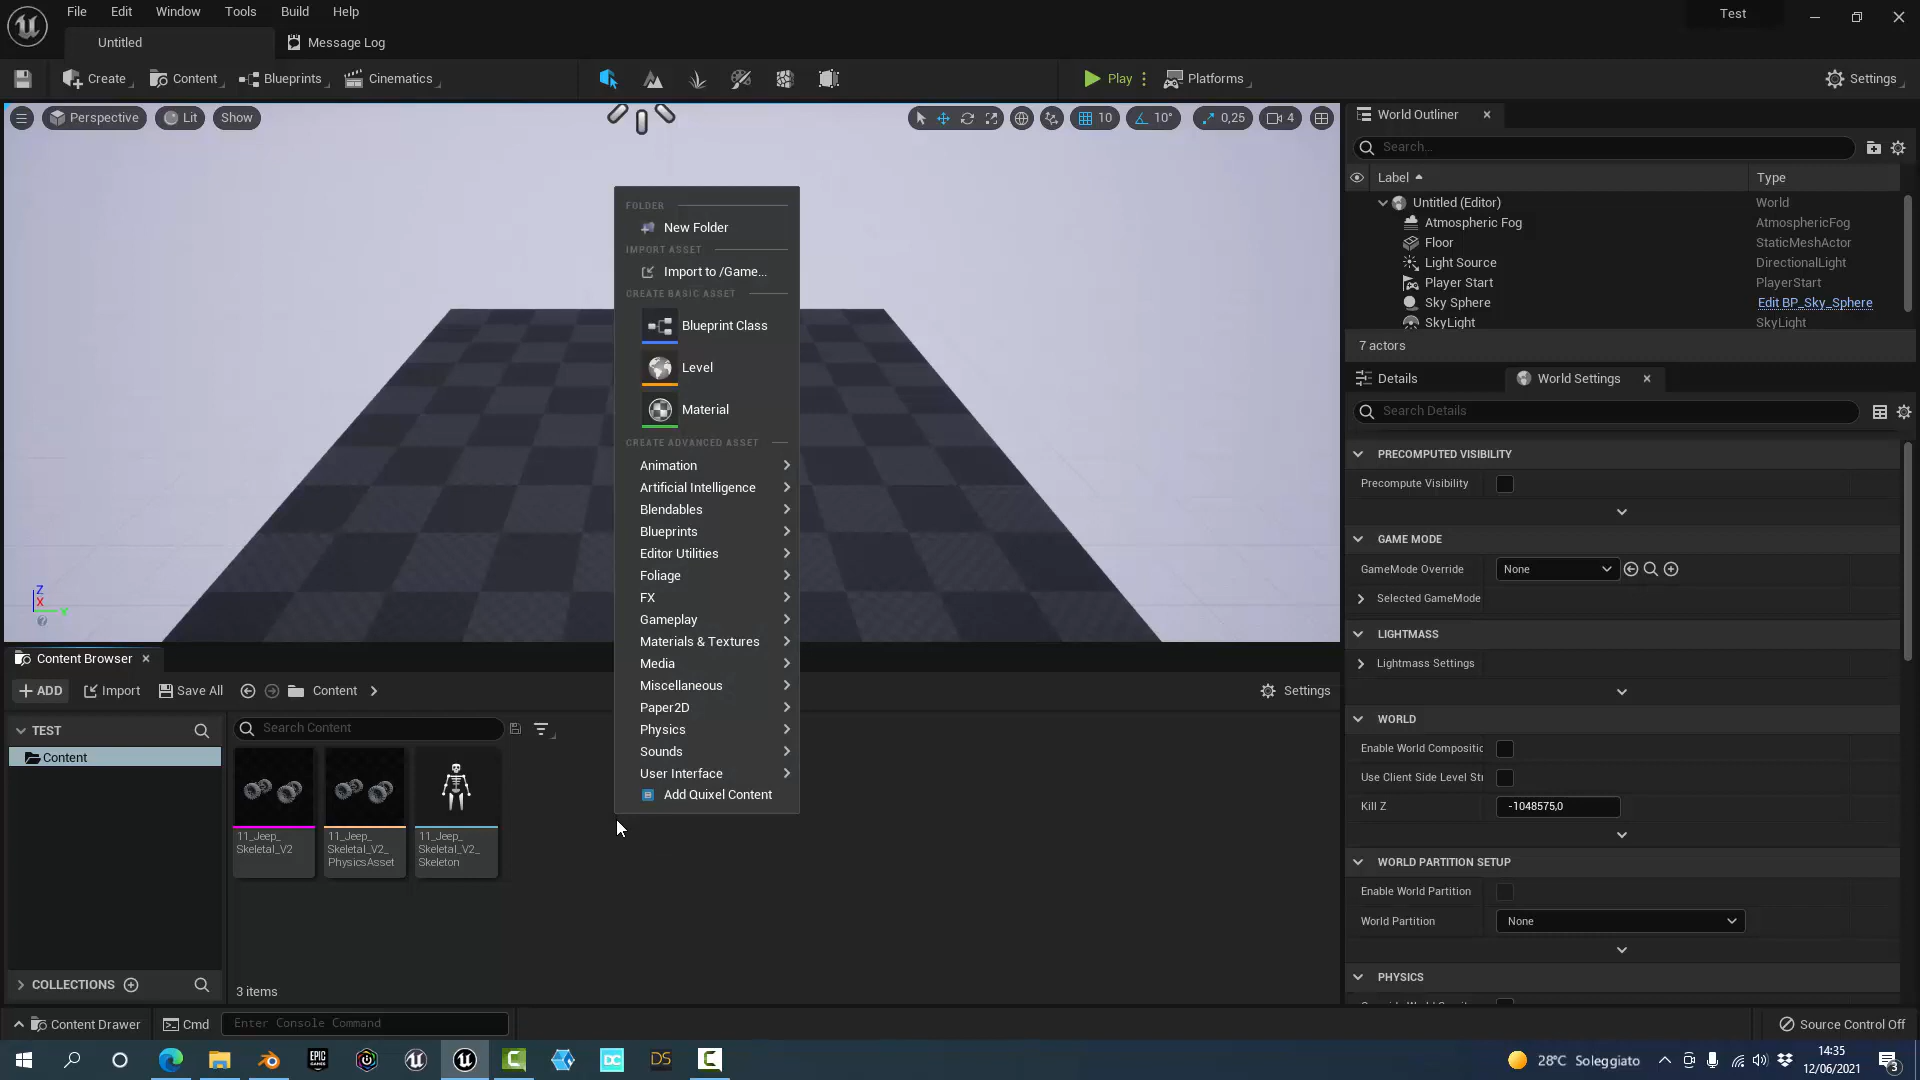 File Edit Window Tools Build Help
Test
Untitled
Message Log
Create Content Blueprints Cinematics
Play Platforms
Settings
Perspective Lit Show
10 10° 0,25 4
World Outliner
Search...
Label Type
Untitled (Editor) World
Atmospheric Fog AtmosphericFog
Floor StaticMeshActor
Light Source DirectionalLight
Player Start PlayerStart
Sky Sphere Edit BP_Sky_Sphere
SkyLight SkyLight
7 actors
Details World Settings
Search Details
PRECOMPUTED VISIBILITY
Precompute Visibility
GAME MODE
GameMode Override None
Selected GameMode
LIGHTMASS
Lightmass Settings
WORLD
Enable World Compositic
Use Client Side Level Str
Kill Z -1048575,0
WORLD PARTITION SETUP
Enable World Partition
World Partition None
PHYSICS
FOLDER
New Folder
IMPORT ASSET
Import to /Game...
CREATE BASIC ASSET
Blueprint Class
Level
Material
CREATE ADVANCED ASSET
Animation
Artificial Intelligence
Blendables
Blueprints
Editor Utilities
Foliage
FX
Gameplay
Materials & Textures
Media
Miscellaneous
Paper2D
Physics
Sounds
User Interface
Add Quixel Content
Z
X
Y
Content Browser
ADD Import Save All Content
Settings
TEST
Search Content
Content
11_Jeep_
Skeletal_V2
11_Jeep_
Skeletal_V2_
PhysicsAsset
11_Jeep_
Skeletal_V2_
Skeleton
COLLECTIONS
3 items
Content Drawer Cmd Enter Console Command
Source Control Off
EPIC
GAMES
DC
DS
28°C Soleggiato
14:35
12/06/2021
3